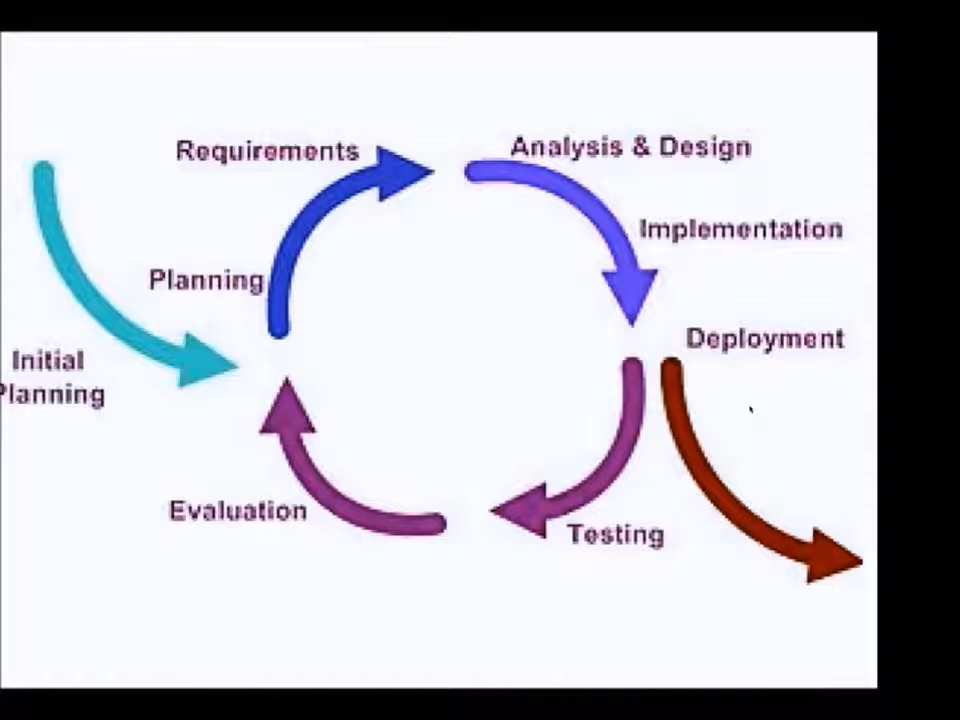 Requirements
Analysis & Design
Implementation
Planning
Deployment
Initial
Planning
Evaluation
Testing